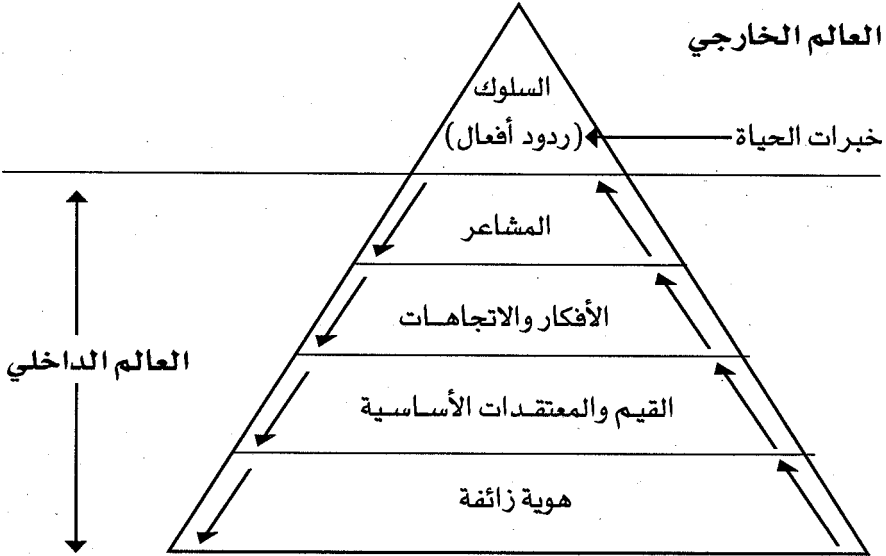 العالم الخارجي
السلوك
(ردود أفعال)
خبرات الحياة
المشاعر
الأفكار والاتجاهات
العالم الداخلي
القيم والمعتقدات الأساسية
هوية زائفة